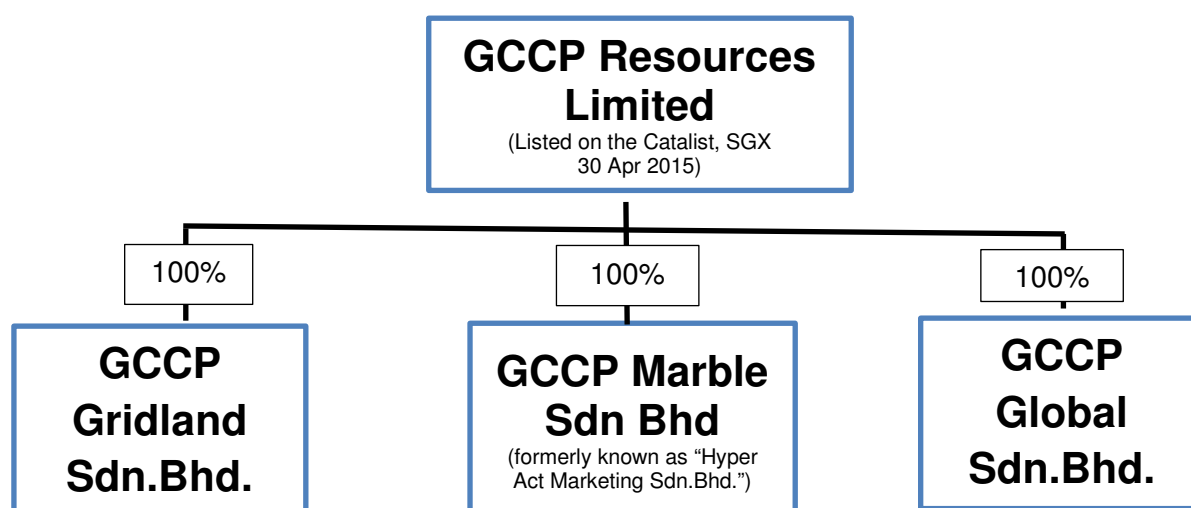 GCCP Resources
Limited
(Listed on the Catalist, SGX
30 Apr 2015)
100%
100%
100%
GCCP
Gridland
Sdn.Bhd.
GCCP Marble
Sdn Bhd
(formerly known as “Hyper
Act Marketing Sdn.Bhd.”)
GCCP
Global
Sdn.Bhd.